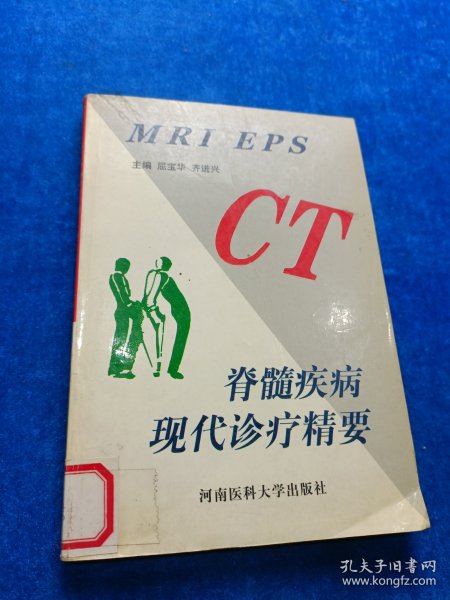 MRI EPS
主编 屈宝华 齐进兴
CT
脊髓疾病
现代诊疗精要
河南医科大学出版社
孔夫子旧书网
www.kongfz.com